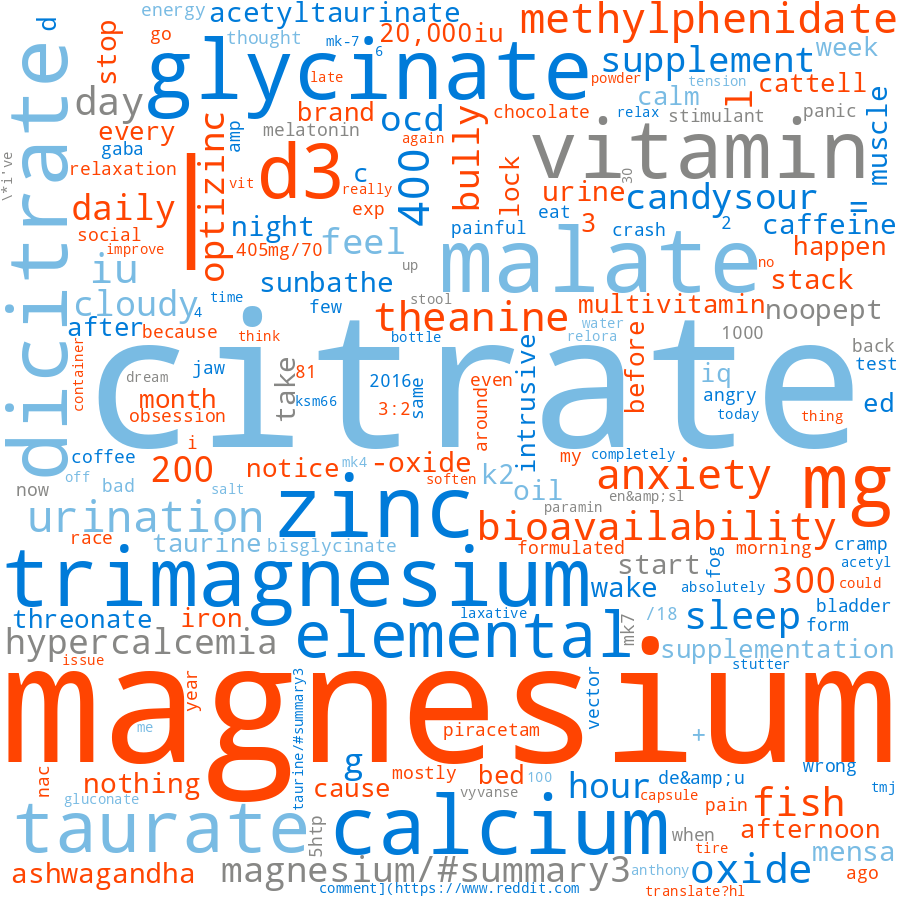 energy
acetyltaurinate
methylphenidate
d
go
thought
mk-7
20,000iu
6
stop
glycinate
late
supplement
week
powder
tension
cattell
day
brand
chocolate
calm
l
ocd
relax
stimulant
panic
every
melatonin
again
gaba
amp
bully
vitamin
muscle
dicitrate
relaxation
optizinc
vit
d3
c
really
400
lock
urine
30
candysour
=
\*i've
daily
|
night
exp
eat
3
2
caffeine
social
improve
405mg/70
feel
painful
crash
happen
iu
sunbathe
up
malate
no
stack
cloudy
4
time
few
stool
multivitamin
noopept
after
because
think
theanine
water
relora
1000
bottle
citrate
container
dream
jaw
81
take
2016
same
even
intrusive
before
iq
back
test
month
ksm66
3:2
around
angry
today
thing
ed
obsession
i
coffee
notice
mk4
-oxide
my
completely
off
bad
200
salt
soften
k2
oil
anxiety
mg
now
en&amp;sl
urination
zinc
paramin
bioavailability
race
taurine
bisglycinate
formulated
fog
morning
cramp
acetyl
trimagnesium
start
wake
absolutely
300
could
threonate
iron
laxative
mk7
/18
sleep
bladder
form
hypercalcemia
elemental
.
supplementation
issue
stutter
magnesium
year
taurine/#summary3
vector
me
piracetam
+
nac
nothing
g
cause
mostly
bed
100
hour
de&amp;u
wrong
tmj
gluconate
vyvanse
capsule
pain
fish
taurate
5htp
calcium
when
tire
afternoon
ashwagandha
magnesium/#summary3
oxide
mensa
anthony
ago
comment](https://www.reddit.com
translate?hl